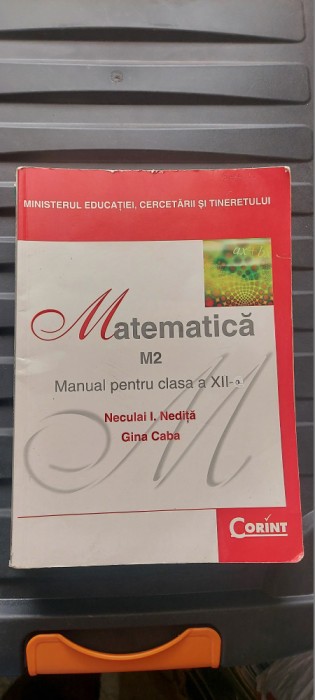 MINISTERUL EDUCAȚIEI, CERCETĂRII ȘI TINERETULUI
Matematică
M2
Manual pentru clasa a XII-a
Neculai I. Nediță
Gina Caba
CORINT